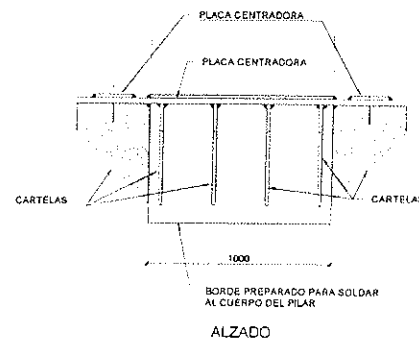 PLACA CENTRADORA
PLACA CENTRADORA
CARTELAS
CARTELAS
1000
BORDE PREPARADO PARA SOLDAR
AL CUERPO DEL PILAR
ALZADO